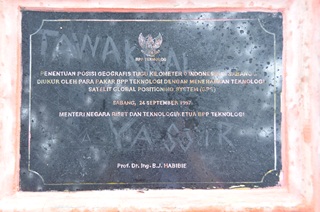 BPP TEKNOLOGI
PENENTUAN POSISI GEOGRAFIS TUGU KILOMETER 0 INDONESIA, SABANG
DIUKUR OLEH PARA PAKAR BPP TEKNOLOGI DENGAN MENERAPKAN TEKNOLOGI
SATELIT GLOBAL POSITIONING SYSTEM (GPS)
SABANG, 24 SEPTEMBER 1997
MENTERI NEGARA RISET DAN TEKNOLOGI/KETUA BPP TEKNOLOGI
Prof. Dr. Ing- B.J. HABIBIE